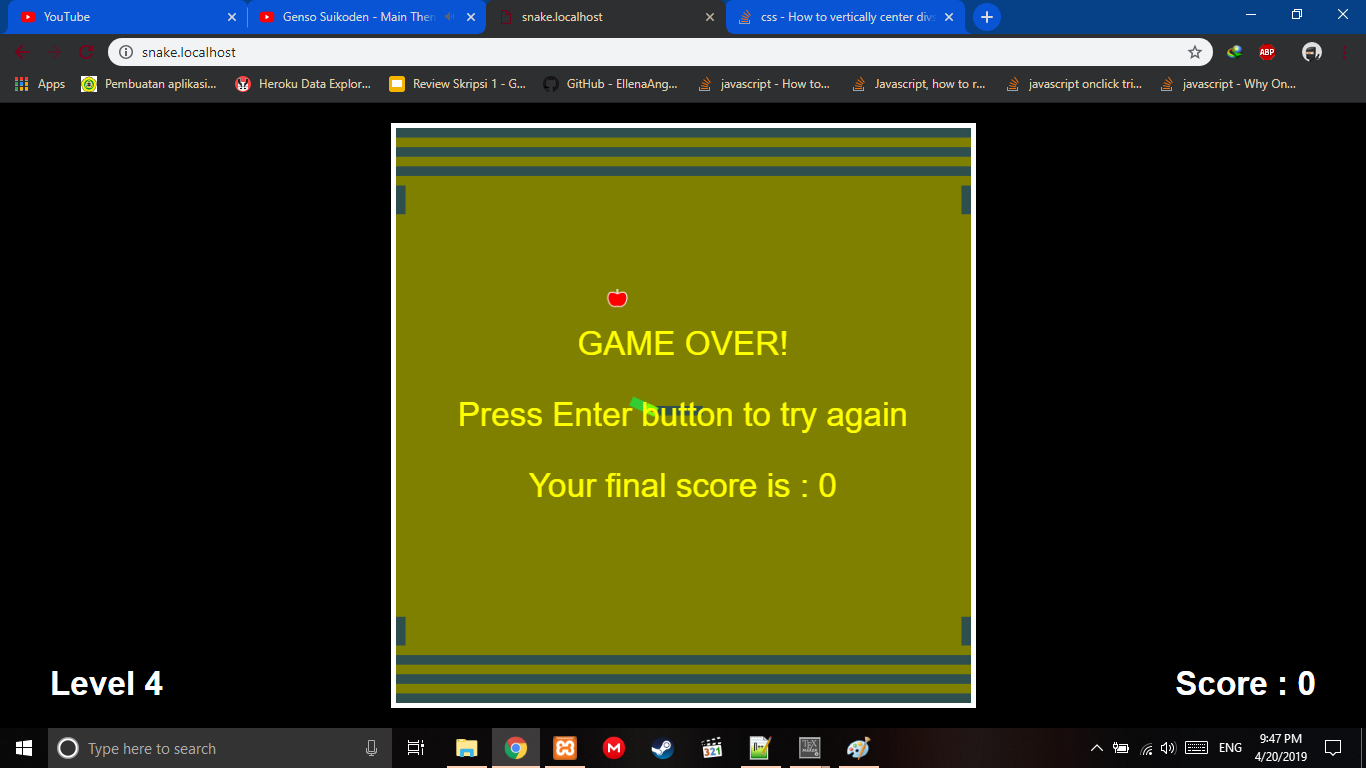 YouTube
Genso Suikoden - Main Then
snake.localhost
css - How to vertically center divs
snake.localhost
ABP
Apps
Pembuatan aplikasi...
Heroku Data Explor...
Review Skripsi 1 - G...
GitHub - EllenaAng...
javascript - How to...
Javascript, how to r...
javascript onclick tri...
javascript - Why On...
GAME OVER!
Press Enter button to try again
Your final score is : 0
Level 4
Score : 0
Type here to search
321
ENG
9:47 PM
4/20/2019